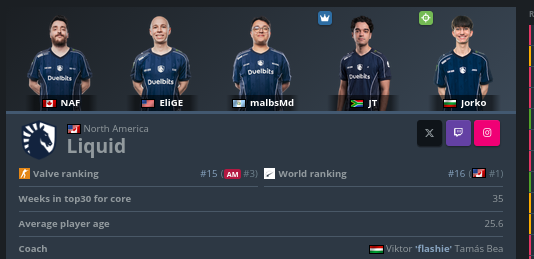 Duelbits
Duelbits
Duelbits
Duelbits
Duelbits
NAF
EliGE
malbsMd
JT
Jorko
North America
Liquid
Valve ranking
#15 (AM #3)
World ranking
#16 (#1)
Weeks in top30 for core
35
Average player age
25.6
Coach
Viktor 'flashie' Tamás Bea
R